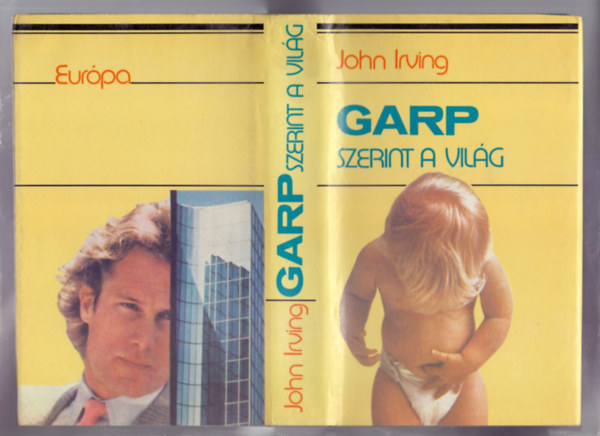 Európa
John Irving GARP SZERINT A VILÁG
John Irving
GARP
SZERINT A VILÁG